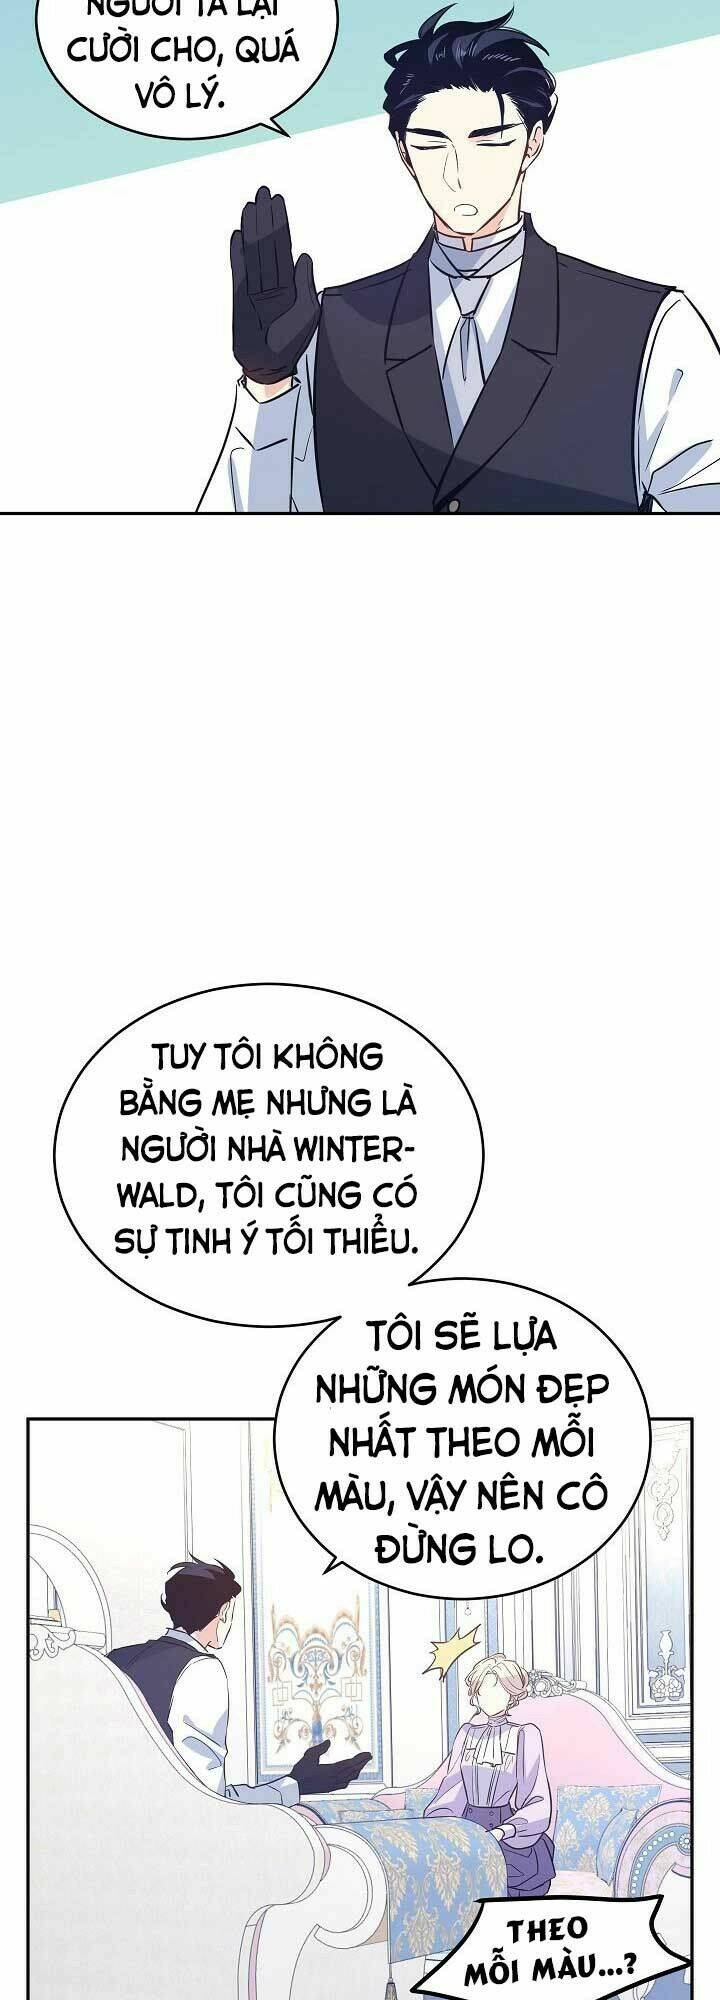 NGƯỜI TA LẠI
CƯỜI CHO, QUÁ
VÔ LÝ.
TUY TÔI KHÔNG
BẰNG MẸ NHƯNG LÀ
NGƯỜI NHÀ WINTER-
WALD, TÔI CŨNG CÓ
SỰ TINH Ý TỐI THIỂU.
TÔI SẼ LỰA
NHỮNG MÓN ĐẸP
NHẤT THEO MỖI
MÀU, VẬY NÊN CÔ
ĐỪNG LO.
THEO
MỖI MÀU...?